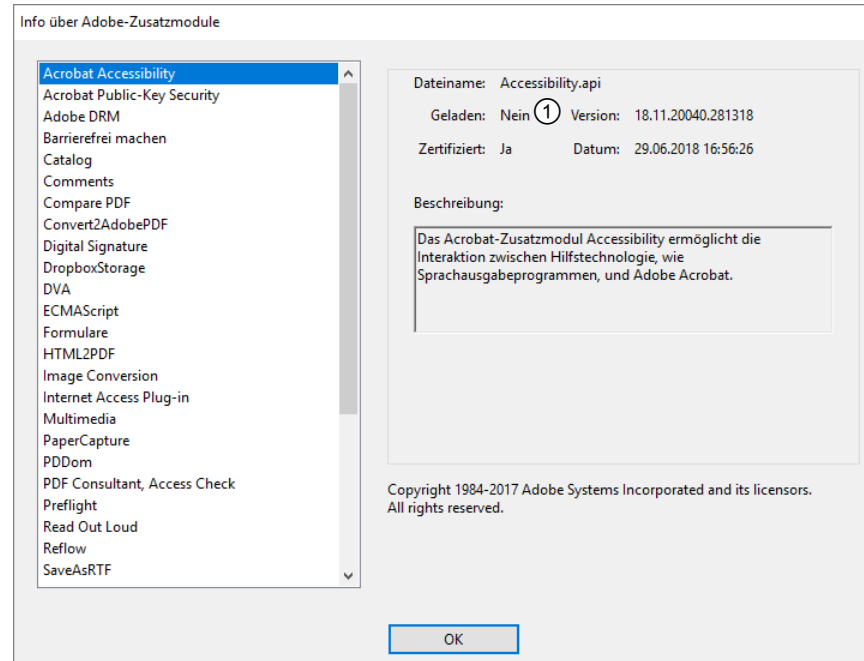 Info über Adobe-Zusatzmodule
Acrobat Accessibility
Acrobat Public-Key Security
Adobe DRM
Barrierefrei machen
Catalog
Comments
Compare PDF
Convert2AdobePDF
Digital Signature
DropboxStorage
DVA
ECMAScript
Formulare
HTML2PDF
Image Conversion
Internet Access Plug-in
Multimedia
PaperCapture
PDDom
PDF Consultant, Access Check
Preflight
Read Out Loud
Reflow
SaveAsRTF
Dateiname: Accessibility.api
Geladen: Nein 1 Version: 18.11.20040.281318
Zertifiziert: Ja Datum: 29.06.2018 16:56:26
Beschreibung:
Das Acrobat-Zusatzmodul Accessibility ermöglicht die
Interaktion zwischen Hilfstechnologie, wie
Sprachausgabeprogrammen, und Adobe Acrobat.
Copyright 1984-2017 Adobe Systems Incorporated and its licensors.
All rights reserved.
OK